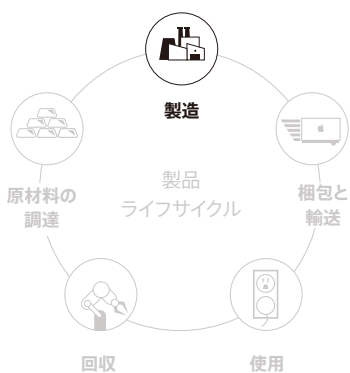 製造
原材料の
調達
製品
ライフサイクル
梱包と
輸送
回収
使用